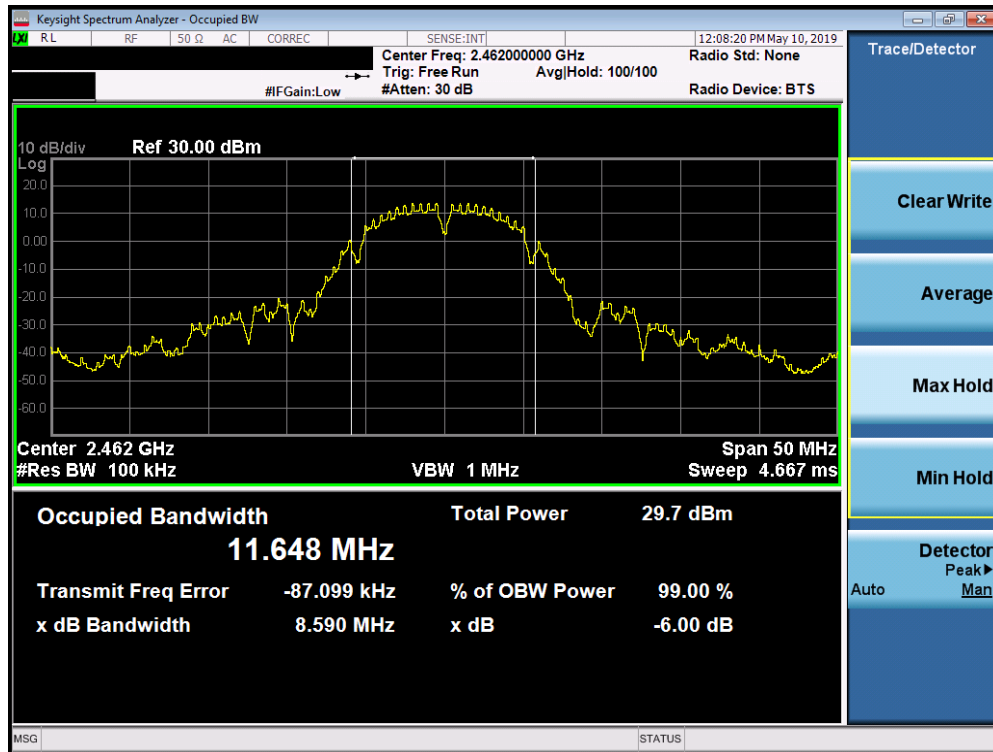 Keysight Spectrum Analyzer - Occupied BW
LXI RL RF 50 Ω AC CORREC SENSE:INT 12:08:20 PM May 10, 2019
Center Freq: 2.462000000 GHz Radio Std: None
Trig: Free Run Avg|Hold: 100/100
#IFGain:Low #Atten: 30 dB Radio Device: BTS
Trace/Detector
10 dB/div Ref 30.00 dBm
Log
20.0
10.0
0.00
-10.0
-20.0
-30.0
-40.0
-50.0
-60.0
Center 2.462 GHz Span 50 MHz
#Res BW 100 kHz VBW 1 MHz Sweep 4.667 ms
Occupied Bandwidth Total Power 29.7 dBm
11.648 MHz
Transmit Freq Error -87.099 kHz % of OBW Power 99.00 %
x dB Bandwidth 8.590 MHz x dB -6.00 dB
Clear Write
Average
Max Hold
Min Hold
Detector
Peak▶
Auto Man
MSG STATUS